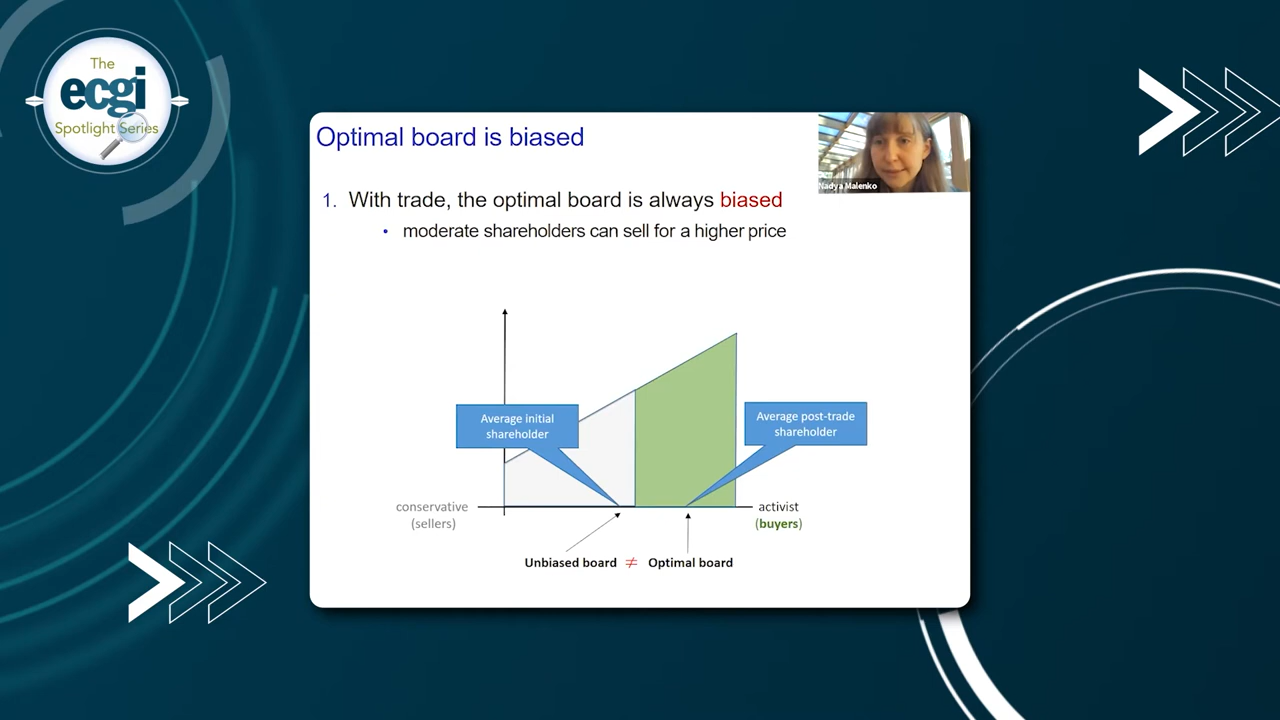 The
ecgi
Spotlight Series
Optimal board is biased
Nadya Malenko
1. With trade, the optimal board is always biased
• moderate shareholders can sell for a higher price
Average initial
shareholder
Average post-trade
shareholder
conservative
(sellers)
activist
(buyers)
Unbiased board ≠ Optimal board